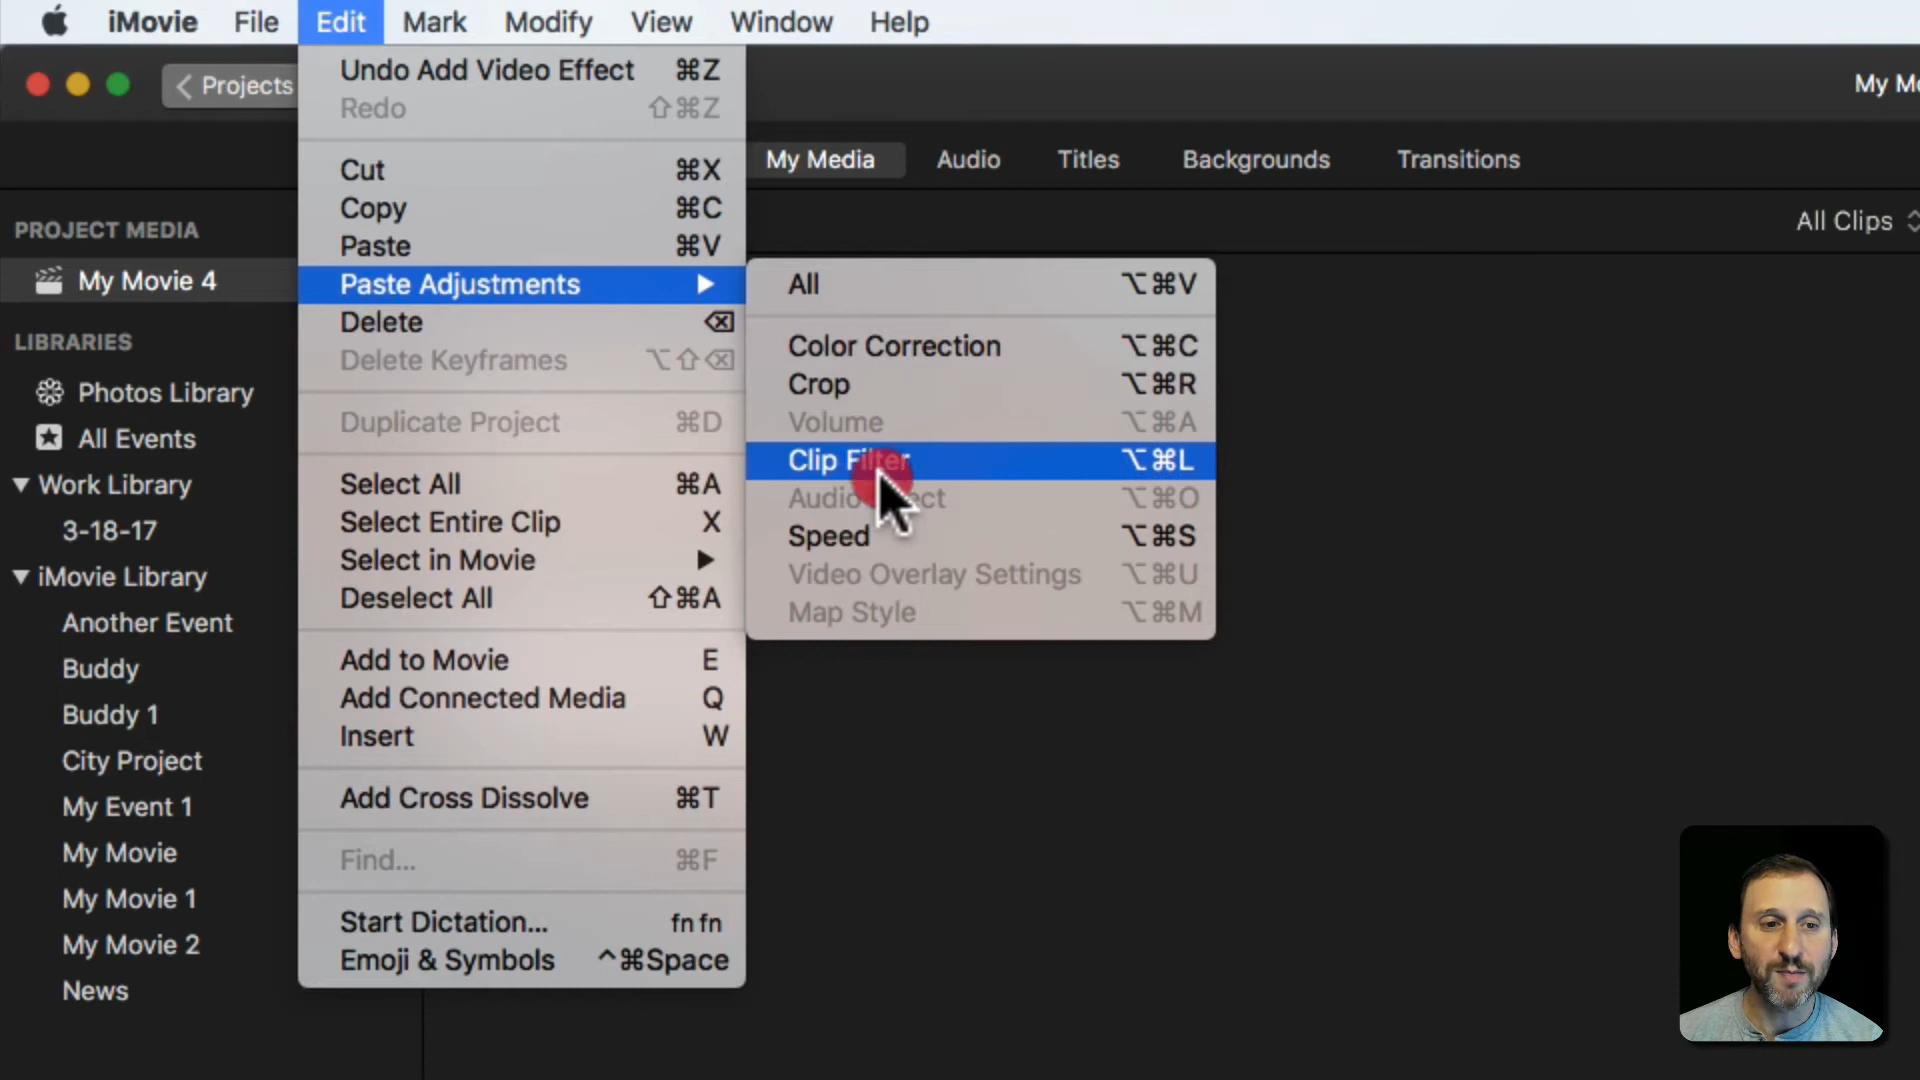 iMovie File Edit Mark Modify View Window Help
Projects
My Mo
Undo Add Video Effect ⌘Z
Redo ⇧⌘Z
Cut ⌘X
Copy ⌘C
Paste ⌘V
Paste Adjustments
Delete ⌫
Delete Keyframes ⌥⇧⌫
Duplicate Project ⌘D
Select All ⌘A
Select Entire Clip X
Select in Movie
Deselect All ⇧⌘A
Add to Movie E
Add Connected Media Q
Insert W
Add Cross Dissolve ⌘T
Find... ⌘F
Start Dictation... fn fn
Emoji & Symbols ^⌘Space
My Media Audio Titles Backgrounds Transitions
All Clips
All ⌥⌘V
Color Correction ⌥⌘C
Crop ⌥⌘R
Volume ⌥⌘A
Clip Filter ⌥⌘L
Audio Effect ⌥⌘O
Speed ⌥⌘S
Video Overlay Settings ⌥⌘U
Map Style ⌥⌘M
PROJECT MEDIA
My Movie 4
LIBRARIES
Photos Library
All Events
Work Library
3-18-17
iMovie Library
Another Event
Buddy
Buddy 1
City Project
My Event 1
My Movie
My Movie 1
My Movie 2
News